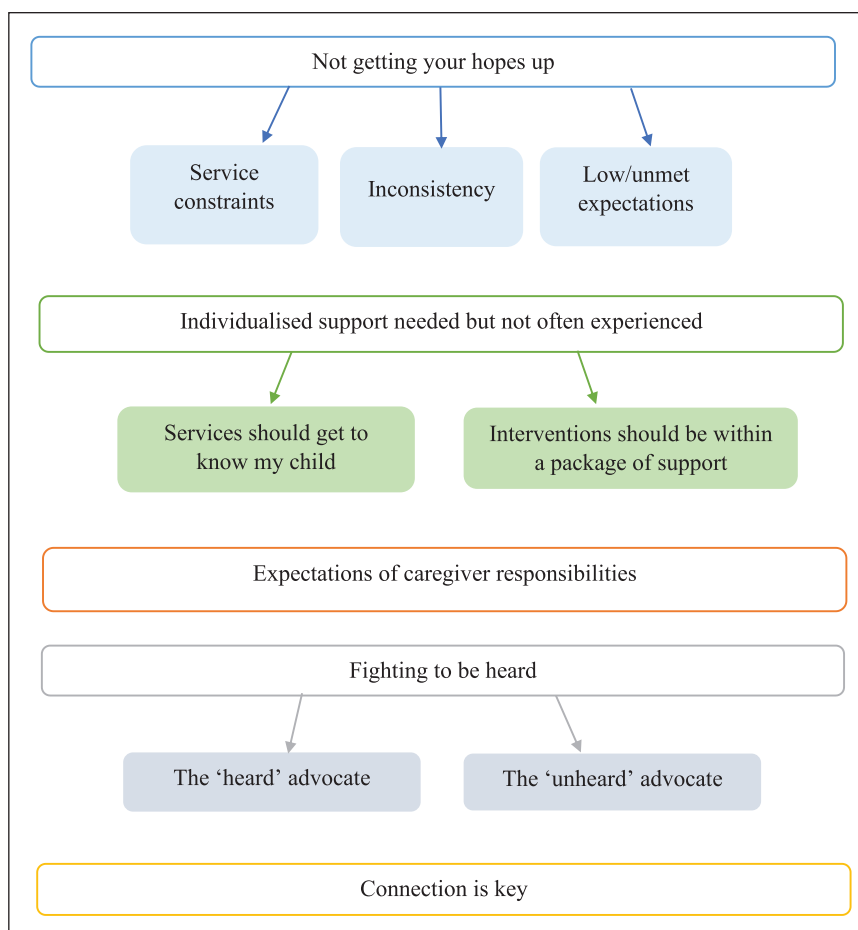 Not getting your hopes up
Service
constraints
Inconsistency
Low/unmet
expectations
Individualised support needed but not often experienced
Services should get to
know my child
Interventions should be within
a package of support
Expectations of caregiver responsibilities
Fighting to be heard
The ‘heard’ advocate
The ‘unheard’ advocate
Connection is key